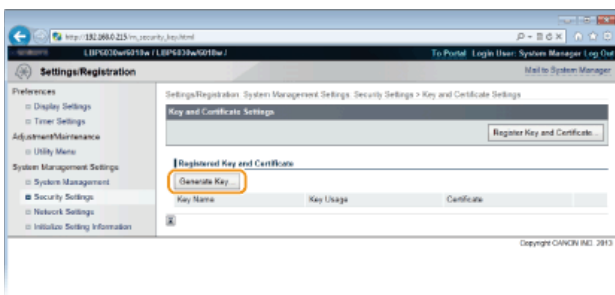 http://192.168.0.215/m_security_key.html
LBP6030w/6018w / LBP6030w/6018w /
To Portal Login User: System Manager Log Out
Settings/Registration
Mail to System Manager
Preferences
Display Settings
Timer Settings
Adjustment/Maintenance
Utility Menu
System Management Settings
System Management
Security Settings
Network Settings
Initialize Setting Information
Settings/Registration: System Management Settings: Security Settings > Key and Certificate Settings
Key and Certificate Settings
Register Key and Certificate...
Registered Key and Certificate
Generate Key...
Key Name Key Usage Certificate
Copyright CANON INC. 2013